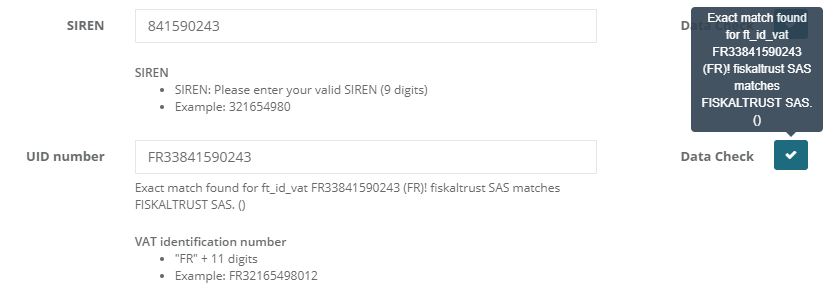 SIREN
841590243
Data Check
Exact match found
for ft_id_vat
FR33841590243
(FR)! fiskaltrust SAS
matches
FISKALTRUST SAS.
()
SIREN
SIREN: Please enter your valid SIREN (9 digits)
Example: 321654980
UID number
FR33841590243
Data Check
Exact match found for ft_id_vat FR33841590243 (FR)! fiskaltrust SAS matches
FISKALTRUST SAS. ()
VAT identification number
"FR" + 11 digits
Example: FR32165498012